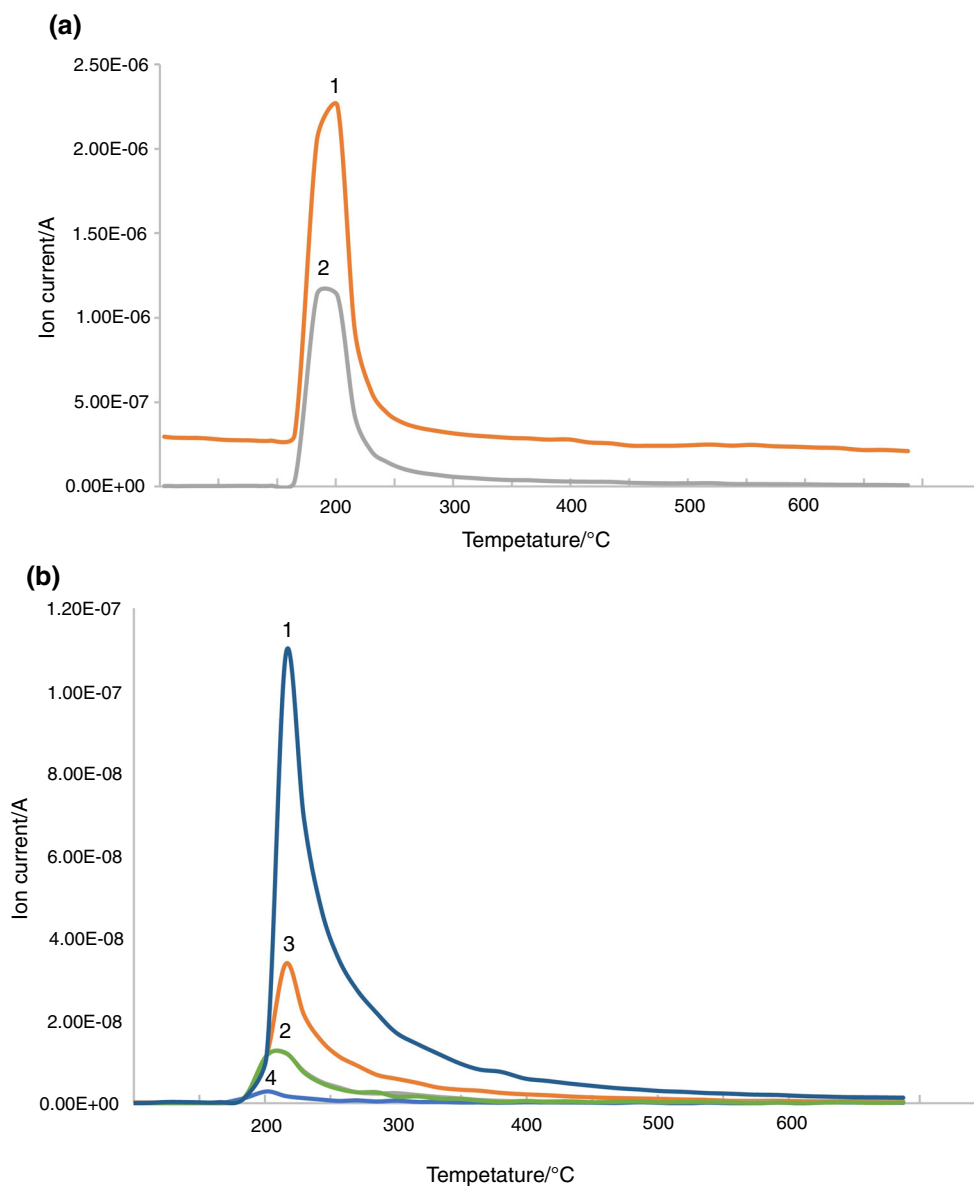 (a)
2.50E-06
2.00E-06
1.50E-06
1.00E-06
5.00E-07
0.00E+00
Ion current/A
1
2
200 300 400 500 600
Tempetature/°C
(b)
1.20E-07
1.00E-07
8.00E-08
6.00E-08
4.00E-08
2.00E-08
0.00E+00
Ion current/A
1
3
2
4
200 300 400 500 600
Tempetature/°C